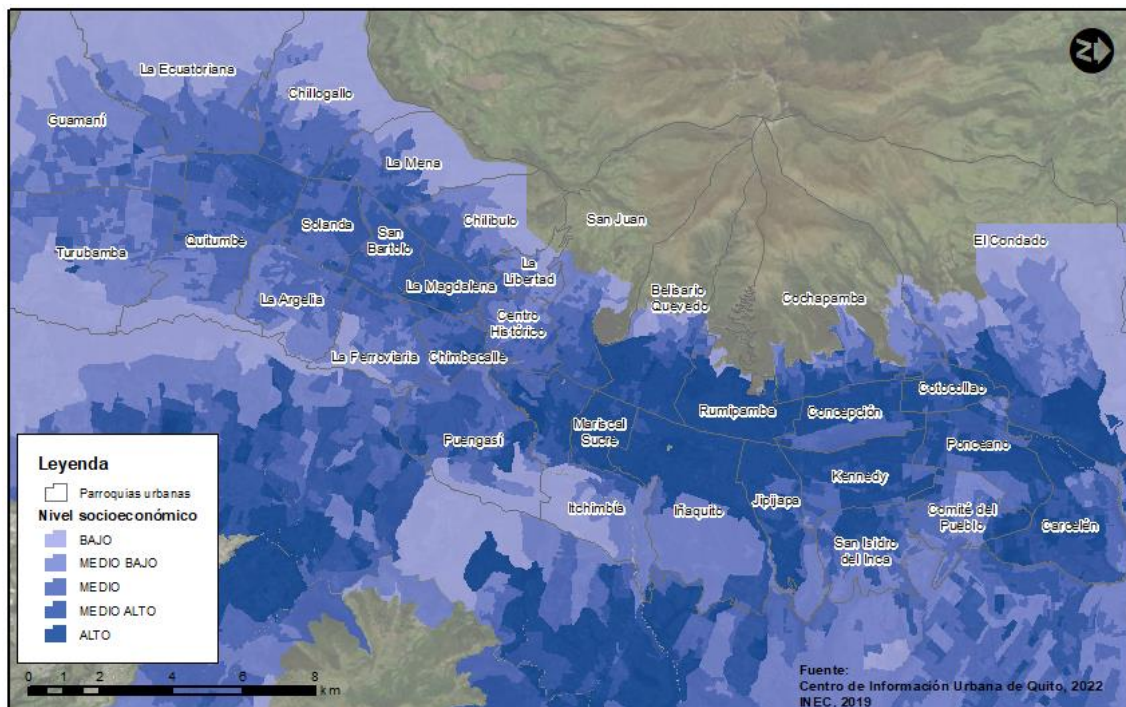 N
La Ecuatoriana
Chillogallo
Guamaní
La Mena
Solanda
San
Bartolo
Chilibulo
San Juan
El Condado
Turubamba
Quitumbe
La
Libertad
La Magdalena
La Argelia
Belisario
Quevedo
Cochapamba
Centro
Histórico
La Ferroviaria
Chimbacalle
Cotocollao
Rumipamba
Concepción
Mariscal
Sucre
Puengasí
Ponceano
Kennedy
Itchimbía
Iñaquito
Jipijapa
Comité del
Pueblo
Carcelén
San Isidro
del Inca
Leyenda
Parroquias urbanas
Nivel socioeconómico
BAJO
MEDIO BAJO
MEDIO
MEDIO ALTO
ALTO
0 1 2 4 6 8
km
Fuente:
Centro de Información Urbana de Quito, 2022
INEC, 2019